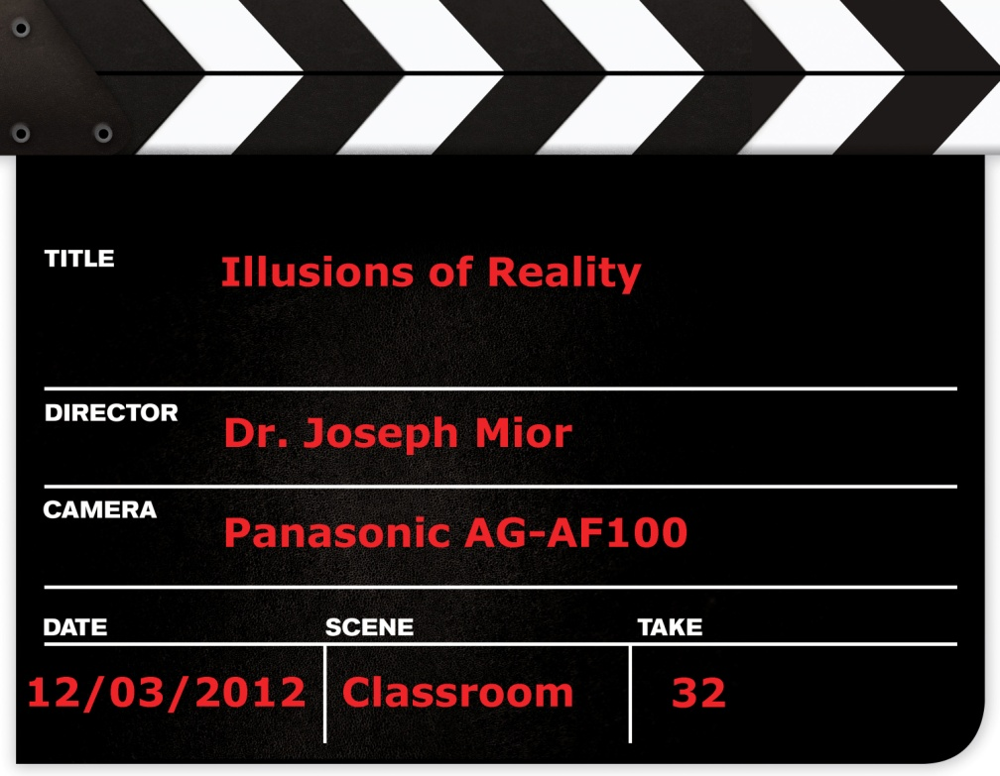 TITLE Illusions of Reality
DIRECTOR Dr. Joseph Mior
CAMERA Panasonic AG-AF100
DATE SCENE TAKE
12/03/2012 Classroom 32